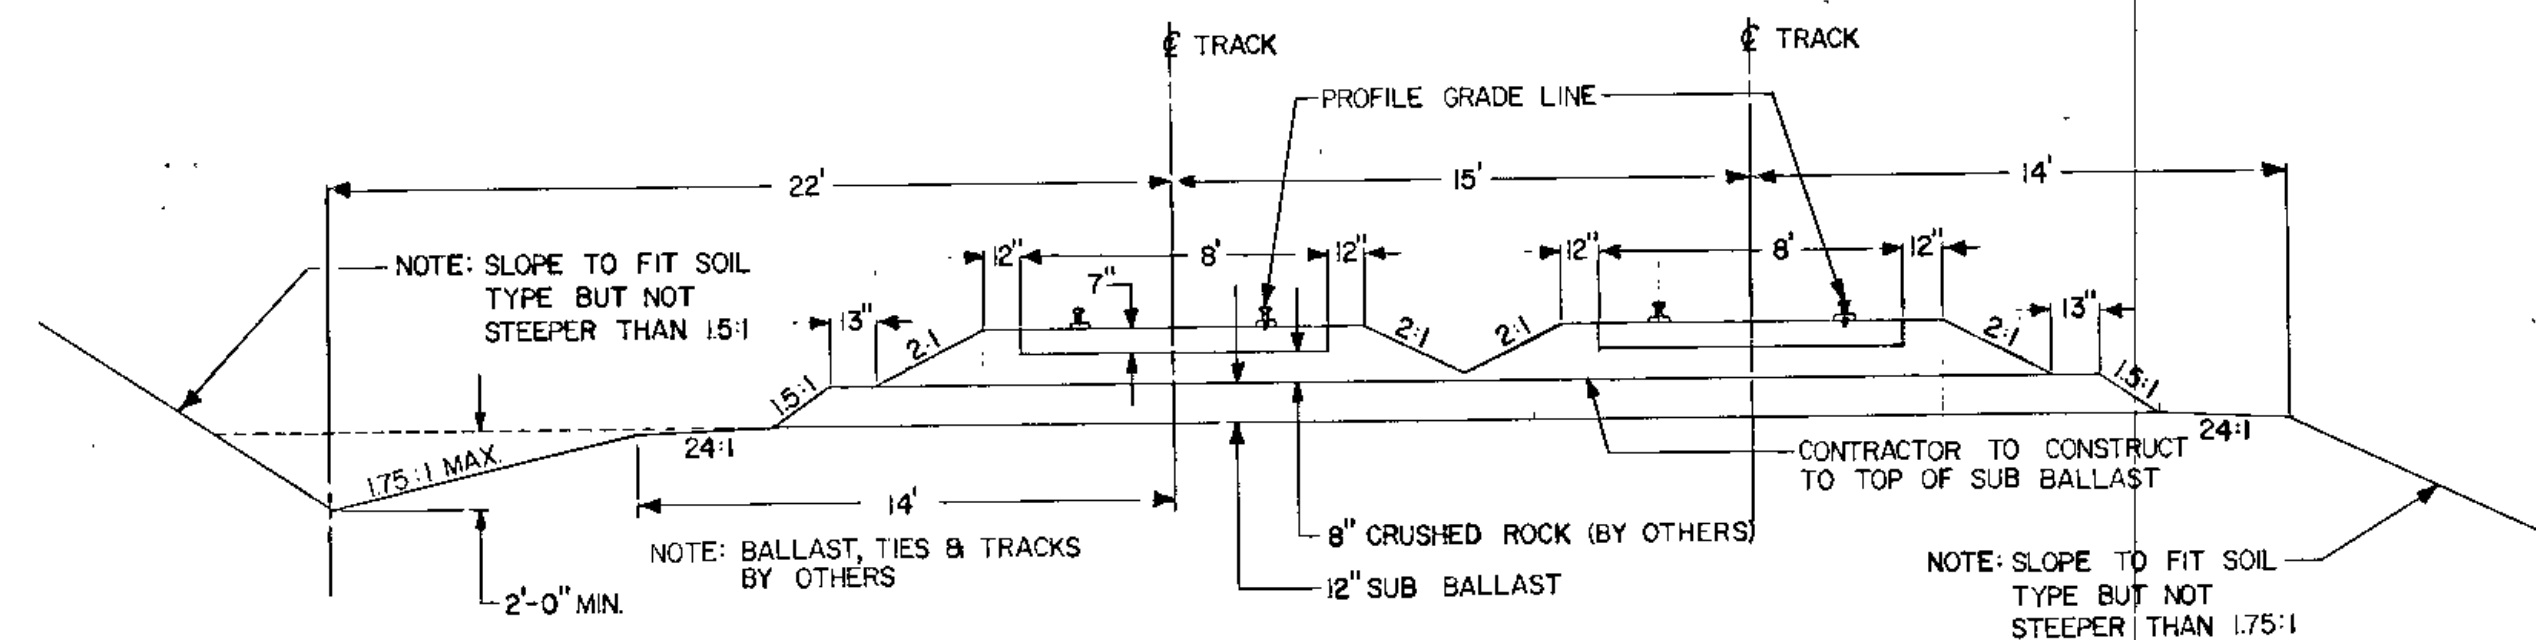 ℄ TRACK
℄ TRACK
PROFILE GRADE LINE
22'
15'
14'
NOTE: SLOPE TO FIT SOIL
TYPE BUT NOT
STEEPER THAN 1.5:1
12"
8'
12"
12"
8'
12"
7"
13"
13"
2:1
2:1
2:1
2:1
1.5:1
1.5:1
1.75:1 MAX.
24:1
24:1
CONTRACTOR TO CONSTRUCT
TO TOP OF SUB BALLAST
14'
8" CRUSHED ROCK (BY OTHERS)
NOTE: BALLAST, TIES & TRACKS
BY OTHERS
12" SUB BALLAST
2'-0" MIN.
NOTE: SLOPE TO FIT SOIL
TYPE BUT NOT
STEEPER THAN 1.75:1